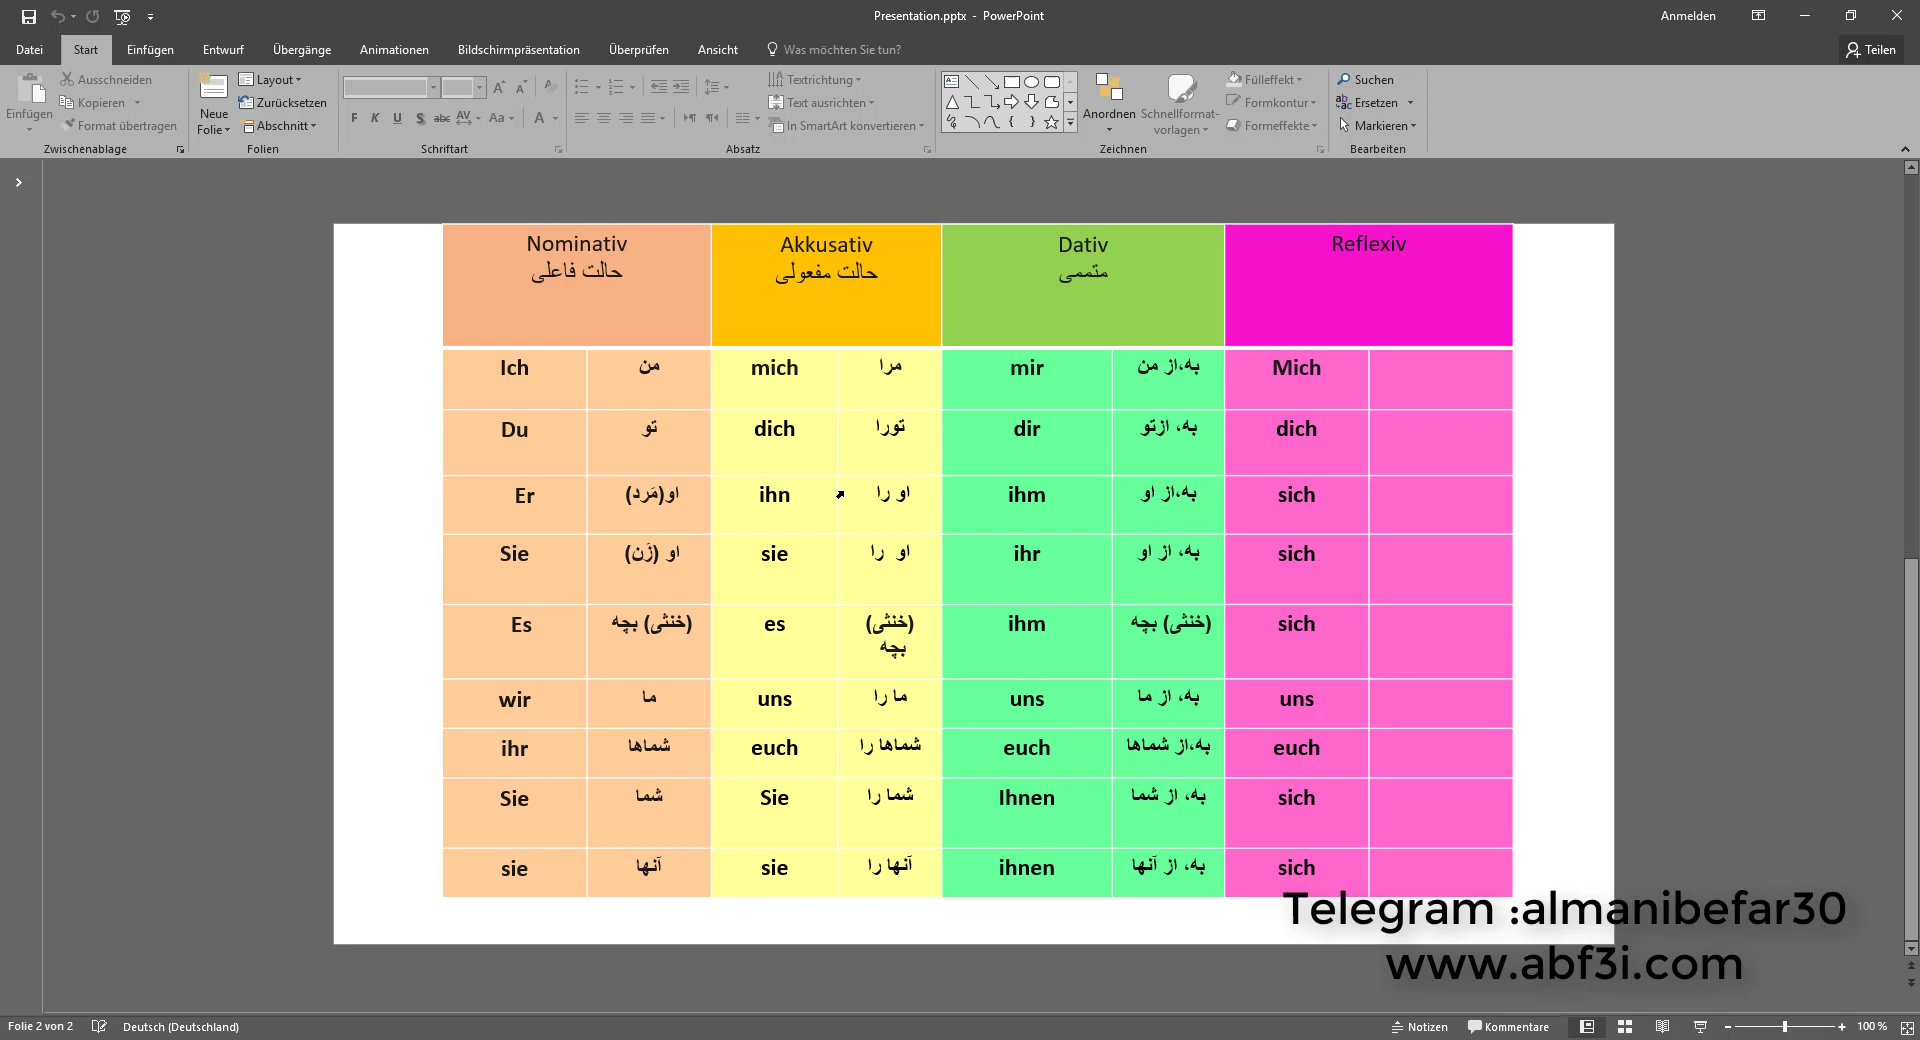 Presentation.pptx - PowerPoint
Anmelden
Datei Start Einfügen Entwurf Übergänge Animationen Bildschirmpräsentation Überprüfen Ansicht Was möchten Sie tun? Teilen
Einfügen
Ausschneiden
Kopieren
Format übertragen
Zwischenablage
Neue
Folie
Layout
Zurücksetzen
Abschnitt
Folien
F K U S abc AV Aa A
Schriftart
Textrichtung
Text ausrichten
In SmartArt konvertieren
Absatz
Anordnen
Schnellformat-
vorlagen
Fülleffekt
Formkontur
Formeffekte
Zeichnen
Suchen
Ersetzen
Markieren
Bearbeiten
Nominativ Akkusativ Dativ Reflexiv
حالت فاعلی حالت مفعولی متممی
Ich من mich مرا mir به،از من Mich
Du تو dich تورا dir به، ازتو dich
Er او(مَرد) ihn او را ihm به،از او sich
Sie او (زَن) sie او را ihr به، از او sich
Es (خنثی) بچه es (خنثی) بچه ihm (خنثی) بچه sich
wir ما uns ما را uns به، از ما uns
ihr شماها euch شماها را euch به،از شماها euch
Sie شما Sie شما را Ihnen به، از شما sich
sie آنها sie آنها را ihnen به، از آنها sich
Telegram :almanibefar30
www.abf3i.com
Folie 2 von 2 Deutsch (Deutschland) Notizen Kommentare 100 %